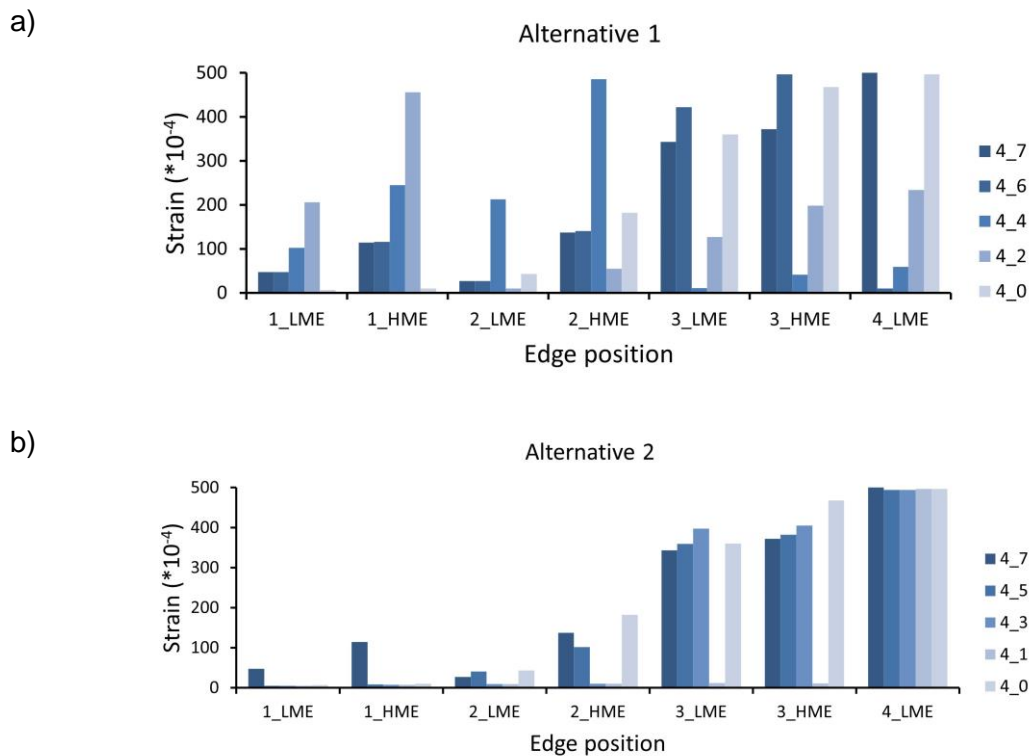 a)
Alternative 1
Strain (*10⁻⁴)
500
400
300
200
100
0
1_LME 1_HME 2_LME 2_HME 3_LME 3_HME 4_LME
Edge position
4_7
4_6
4_4
4_2
4_0
b)
Alternative 2
Strain (*10⁻⁴)
500
400
300
200
100
0
1_LME 1_HME 2_LME 2_HME 3_LME 3_HME 4_LME
Edge position
4_7
4_5
4_3
4_1
4_0